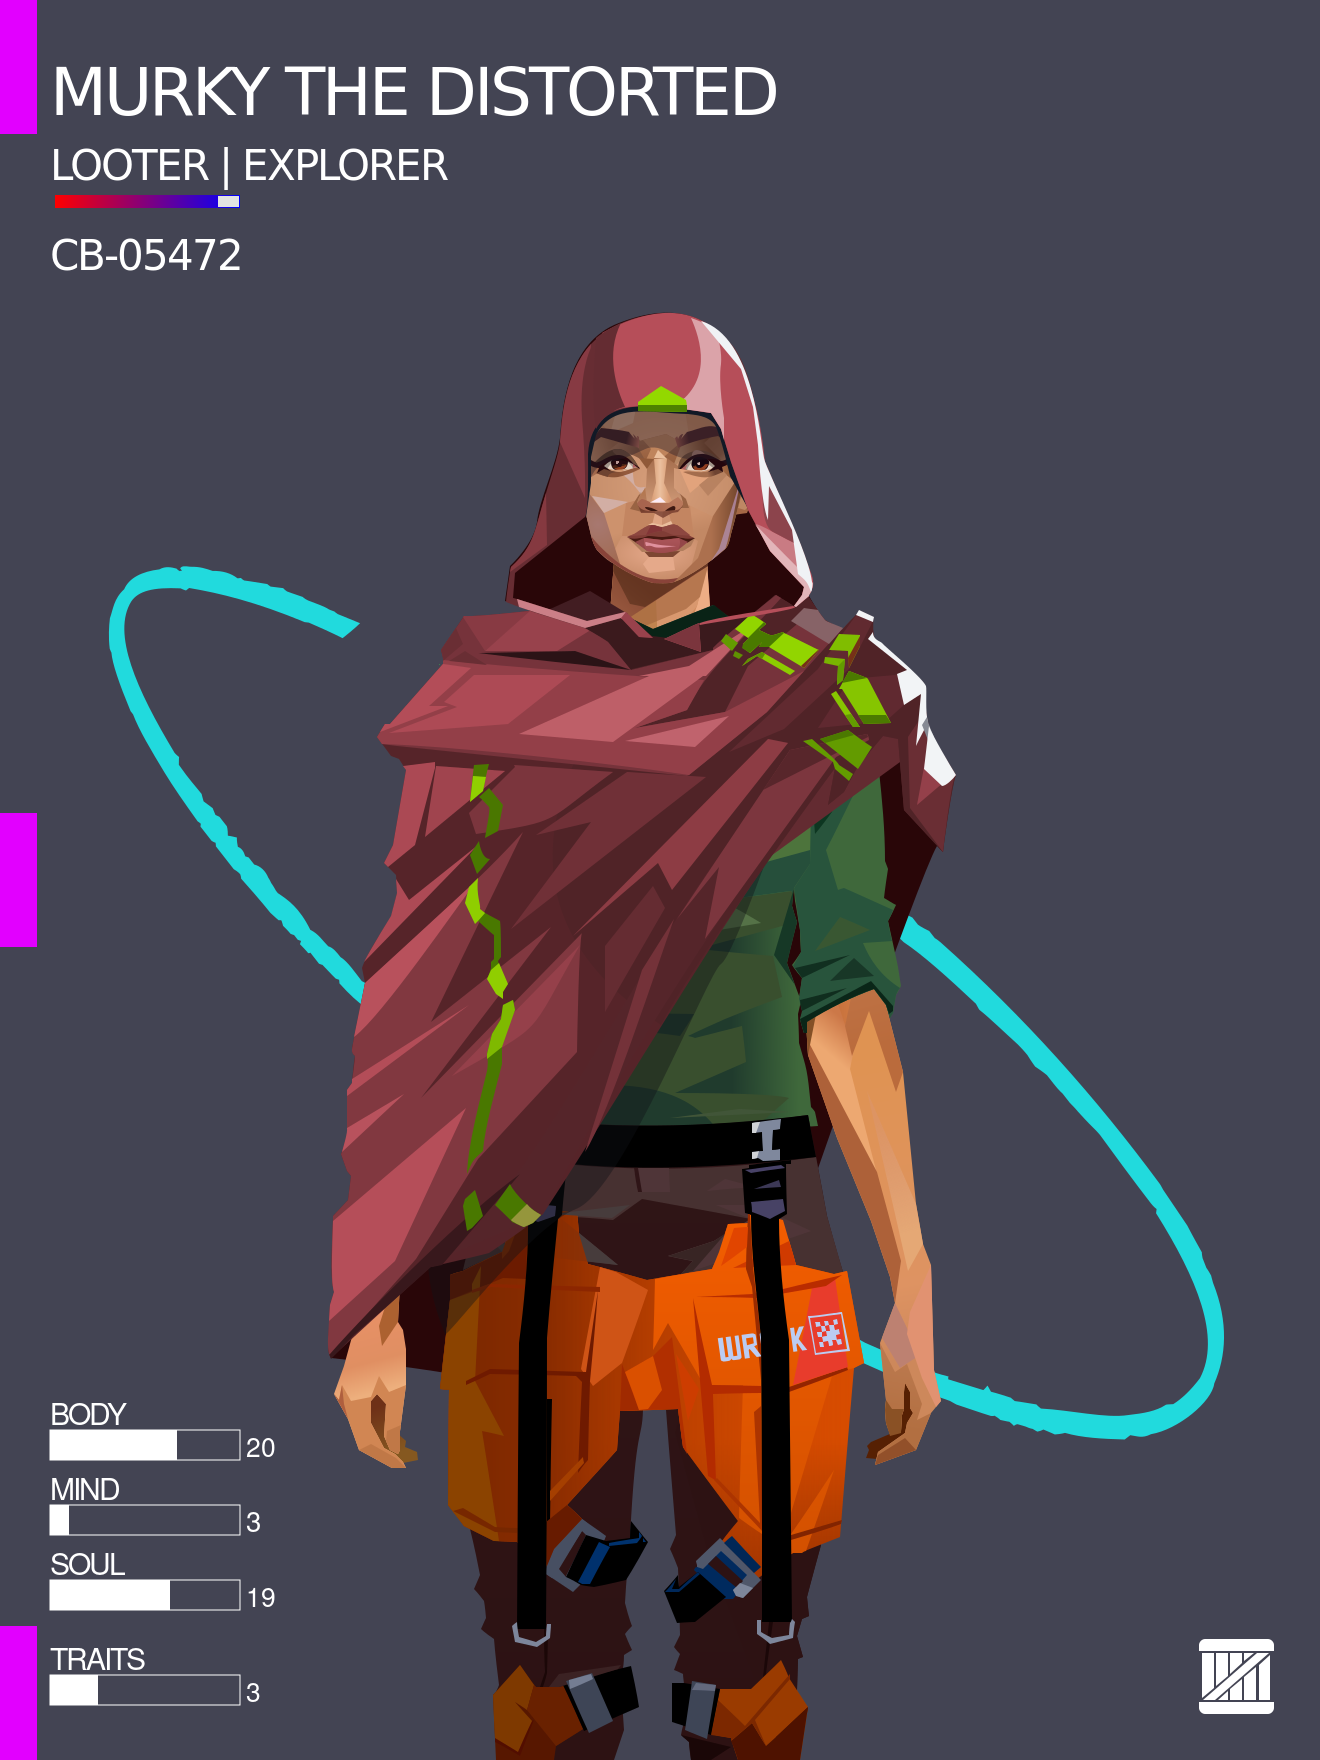 MURKY THE DISTORTED
LOOTER | EXPLORER
CB-05472
BODY
20
MIND
3
SOUL
19
TRAITS
3